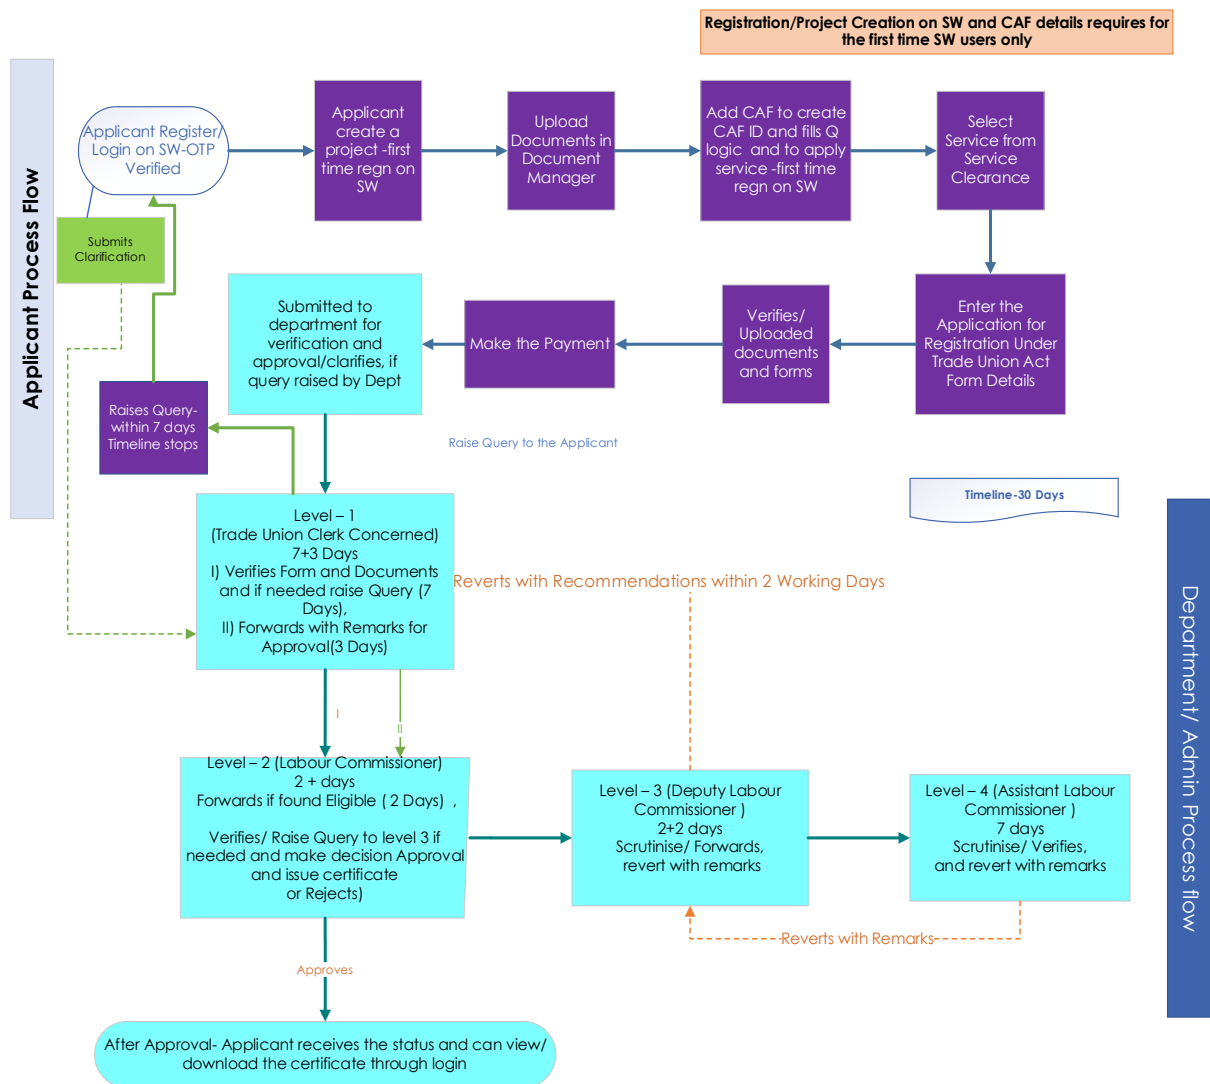 Registration/Project Creation on SW and CAF details requires for
the first time SW users only
Applicant Process Flow
Applicant Register/
Login on SW-OTP
Verified
Applicant
create a
project -first
time regn on
SW
Upload
Documents in
Document
Manager
Add CAF to create
CAF ID and fills Q
logic and to apply
service -first time
regn on SW
Select
Service from
Service
Clearance
Submits
Clarification
Submitted to
department for
verification and
approval/clarifies, if
query raised by Dept
Make the Payment
Verifies/
Uploaded
documents
and forms
Enter the
Application for
Registration Under
Trade Union Act
Form Details
Raises Query-
within 7 days
Timeline stops
Raise Query to the Applicant
Timeline-30 Days
Level – 1
(Trade Union Clerk Concerned)
7+3 Days
I) Verifies Form and Documents
and if needed raise Query (7
Days),
II) Forwards with Remarks for
Approval(3 Days)
Reverts with Recommendations within 2 Working Days
Department/ Admin Process flow
I
II
Level – 2 (Labour Commissioner)
2 + days
Forwards if found Eligible ( 2 Days) ,
Verifies/ Raise Query to level 3 if
needed and make decision Approval
and issue certificate
or Rejects)
Level – 3 (Deputy Labour
Commissioner )
2+2 days
Scrutinise/ Forwards,
revert with remarks
Level – 4 (Assistant Labour
Commissioner )
7 days
Scrutinise/ Verifies,
and revert with remarks
Reverts with Remarks
Approves
After Approval- Applicant receives the status and can view/
download the certificate through login